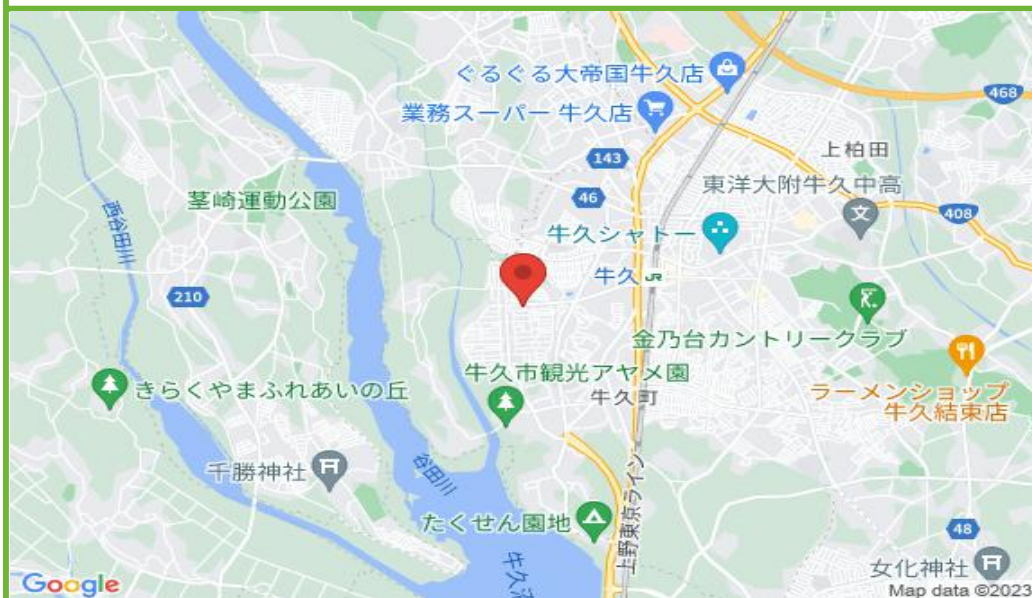 ぐるぐる大帝国牛久店
業務スーパー 牛久店
468
143
上柏田
東洋大附牛久中高
茎崎運動公園
46
408
西谷田川
牛久シャトー
牛久
JR
210
金乃台カントリークラブ
きらくやまふれあいの丘
牛久市観光アヤメ園
牛久町
ラーメンショップ
牛久結束店
千勝神社
谷田川
たくせん園地
上野東京ライン
48
女化神社
Google
Map data ©2023